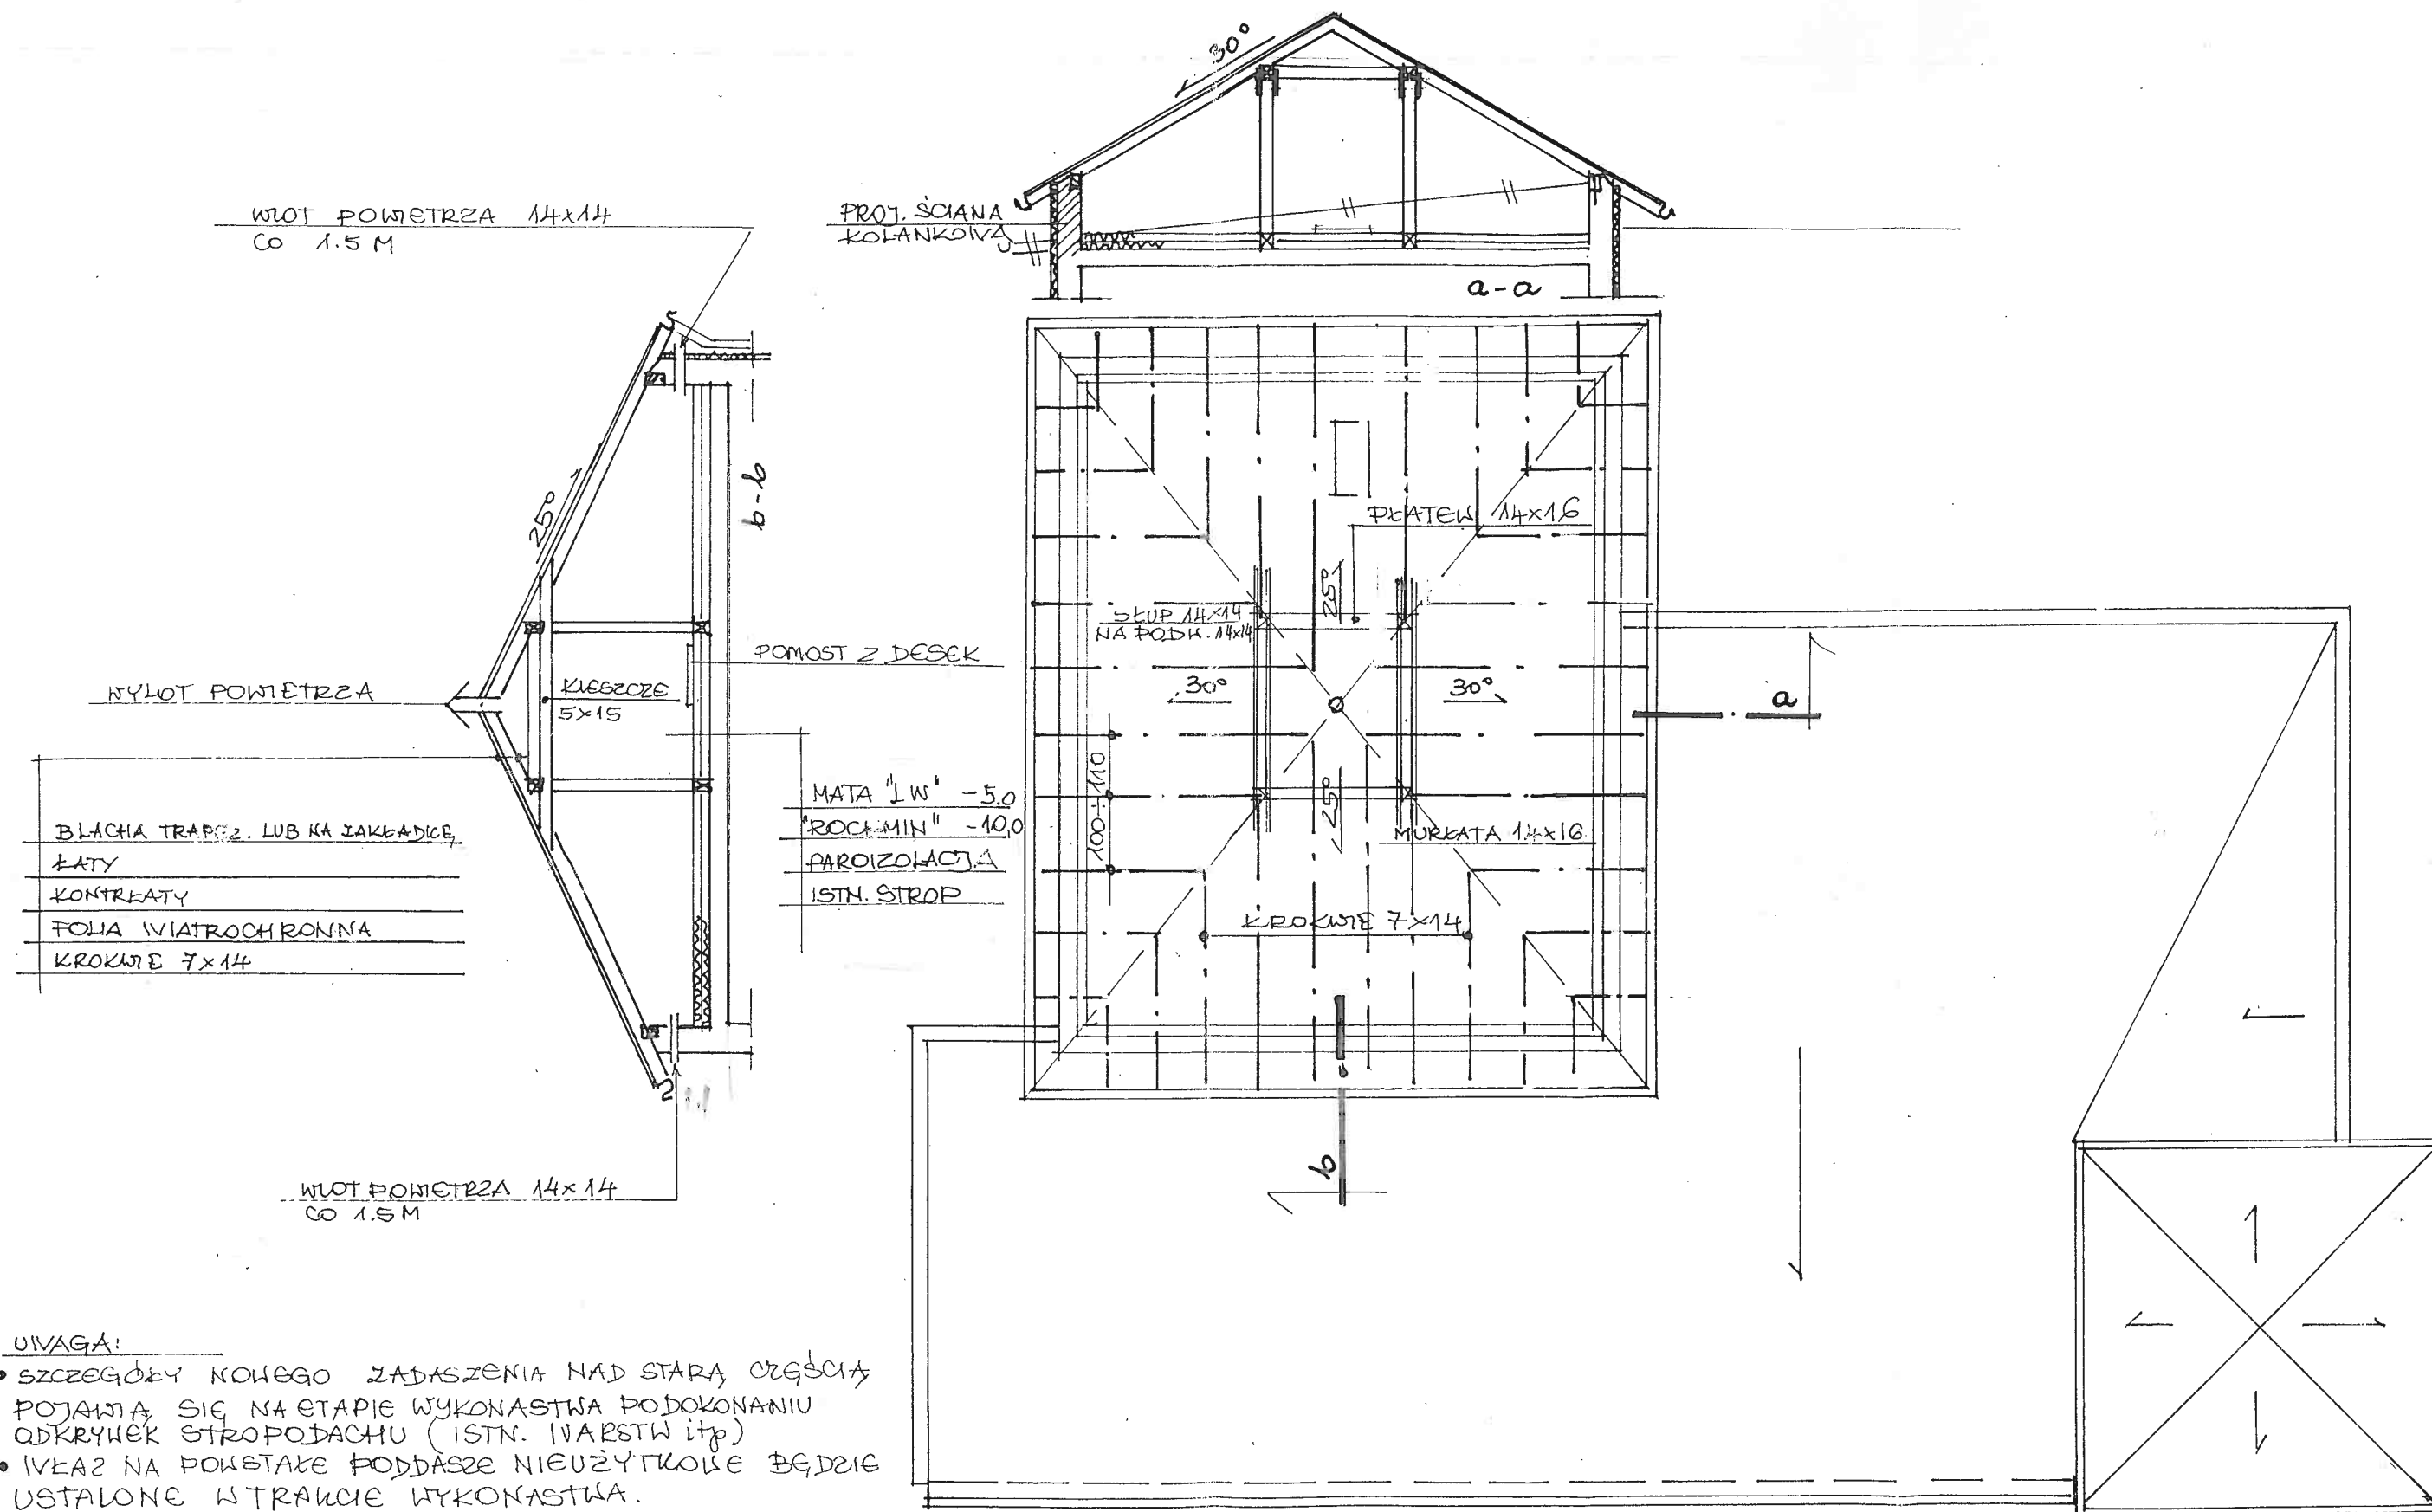 30°
WLOT POWIETRZA 14x14
CO 1.5 M
PROJ. ŚCIANA
KOLANKOWA
a-a
25°
b-b
PŁATEW 14x16
SŁUP 14x14
NA PODW. 14x14
25°
POMOST Z DESEK
WYLOT POWIETRZA
KLESZCZE
5x15
30°
30°
a
BLACHA TRAPEZ. LUB NA ZAKŁADKĘ
ŁATY
KONTRŁATY
FOLIA WIATROCHRONNA
KROKWIE 7x14
MATA "LW" -5.0
"ROCKMIN" -10,0
PAROIZOLACJA
ISTN. STROP
100÷110
25°
MURŁATA 14x16
KROKWIE 7x14
b
WLOT POWIETRZA 14x14
CO 1.5 M
UWAGA:
• SZCZEGÓŁY NOWEGO ZADASZENIA NAD STARĄ CZĘŚCIĄ
POJAWIĄ SIĘ NA ETAPIE WYKONASTWA PO DOKONANIU
ODKRYWEK STROPODACHU (ISTN. WARSTW itp)
• WŁAZ NA POWSTAŁE PODDASZE NIEUŻYTKOWE BĘDZIE
USTALONE W TRAKCIE WYKONASTWA.